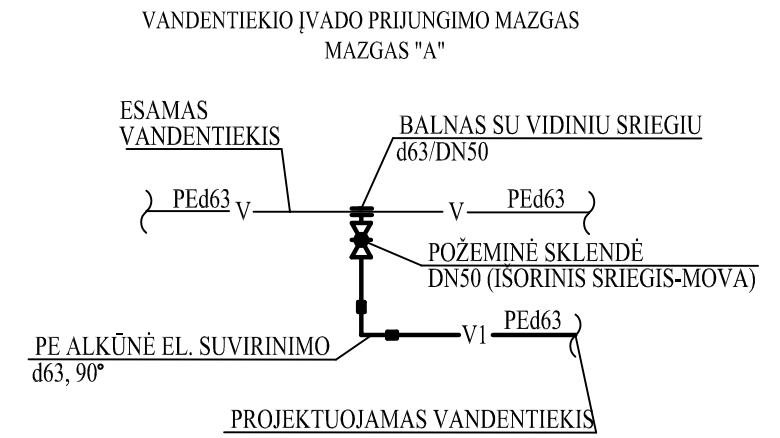 VANDENTIEKIO ĮVADO PRIJUNGIMO MAZGAS
MAZGAS "A"
ESAMAS
VANDENTIEKIS
BALNAS SU VIDINIU SRIEGIU
d63/DN50
PEd63
V
V
PEd63
POŽEMINĖ SKLENDĖ
DN50 (IŠORINIS SRIEGIS-MOVA)
PE ALKŪNĖ EL. SUVIRINIMO
d63, 90°
V1
PEd63
PROJEKTUOJAMAS VANDENTIEKIS